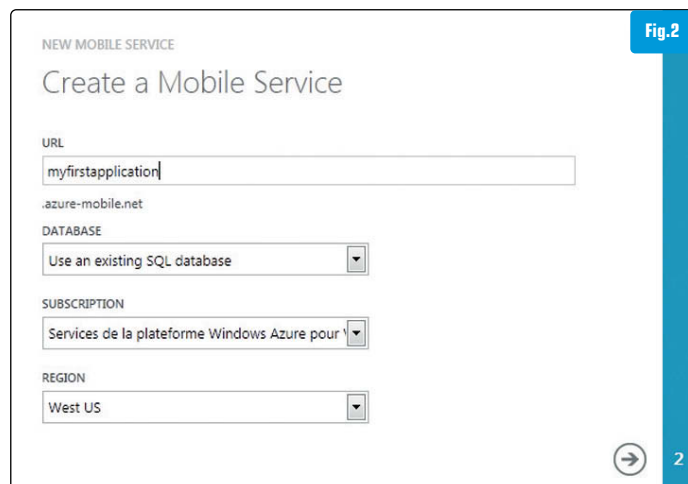 Fig.2
NEW MOBILE SERVICE
Create a Mobile Service
URL
myfirstapplication
.azure-mobile.net
DATABASE
Use an existing SQL database
SUBSCRIPTION
Services de la plateforme Windows Azure pour
REGION
West US
2